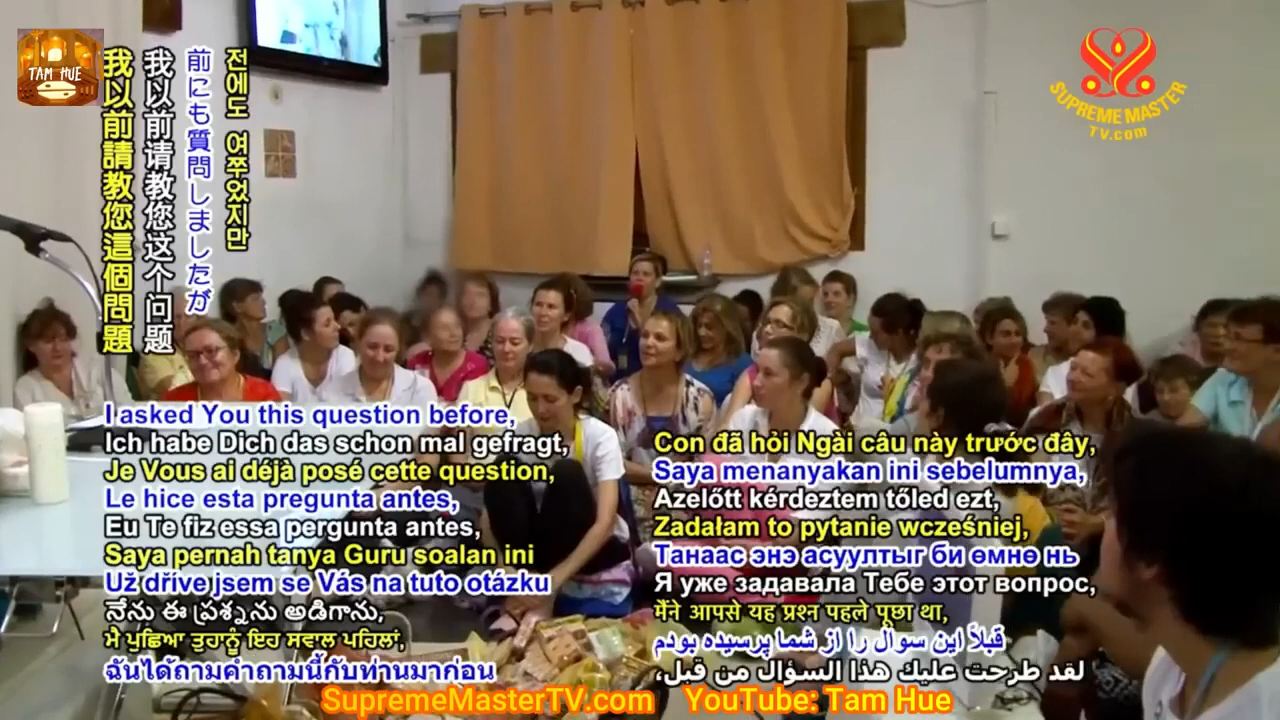 TAM HUE
SUPREME MASTER
TV.com
전에도 여쭈었지만
前にも質問しましたが
我以前请教您这个问题
我以前請教您這個問題
I asked You this question before,
Ich habe Dich das schon mal gefragt,
Je Vous ai déjà posé cette question,
Le hice esta pregunta antes,
Eu Te fiz essa pergunta antes,
Saya pernah tanya Guru soalan ini
Už dříve jsem se Vás na tuto otázku
నేను ఈ ప్రశ్నను అడిగాను,
ਮੈ ਪੁਛਿਆ ਤੁਹਾਨੂੰ ਇਹ ਸਵਾਲ ਪਹਿਲਾਂ,
ฉันได้ถามคำถามนี้กับท่านมาก่อน
Con đã hỏi Ngài câu này trước đây,
Saya menanyakan ini sebelumnya,
Azelőtt kérdeztem tőled ezt,
Zadałam to pytanie wcześniej,
Танаас энэ асуултыг би өмнө нь
Я уже задавала Тебе этот вопрос,
मैंने आपसे यह प्रश्न पहले पूछा था,
قبلاً این سوال را از شما پرسیده بودم
لقد طرحت عليك هذا السؤال من قبل،
SupremeMasterTV.com YouTube: Tam Hue